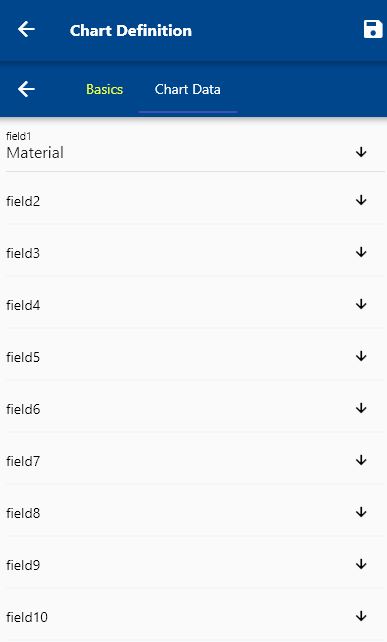 Chart Definition
Basics
Chart Data
field1
Material
field2
field3
field4
field5
field6
field7
field8
field9
field10